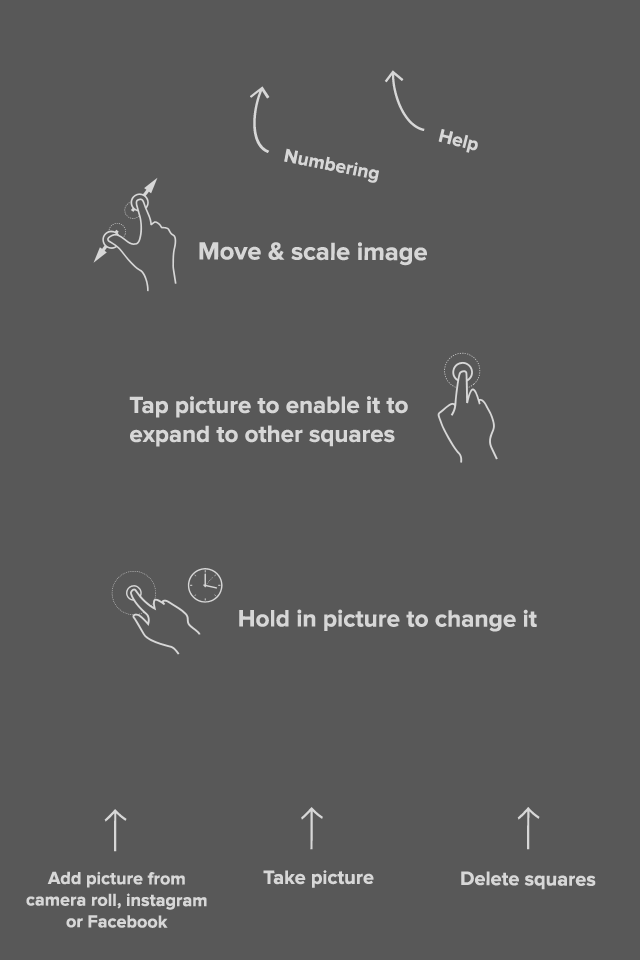 Help
Numbering
Move & scale image
Tap picture to enable it to
expand to other squares
Hold in picture to change it
Add picture from
camera roll, instagram
or Facebook
Take picture
Delete squares